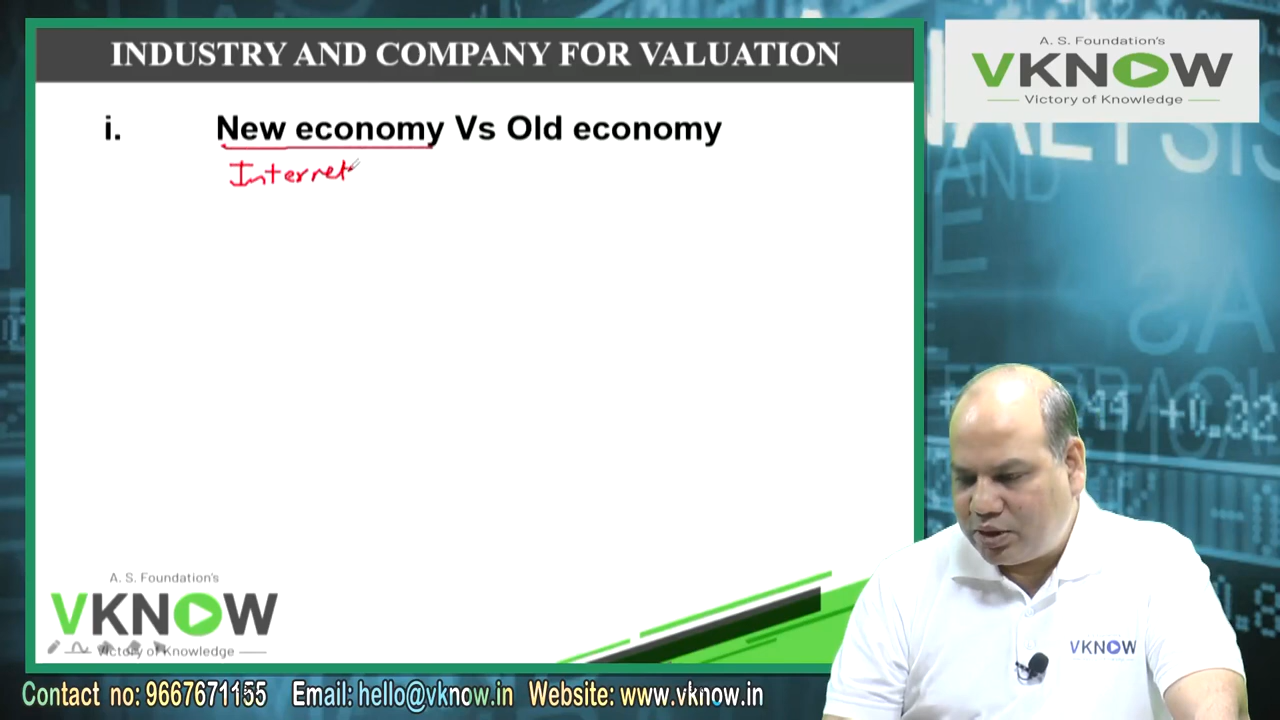 INDUSTRY AND COMPANY FOR VALUATION
A. S. Foundation's
VKNOW
Victory of Knowledge
i. New economy Vs Old economy
Internet
A. S. Foundation's
VKNOW
Victory of Knowledge
VKNOW
Contact no: 9667671155 Email: hello@vknow.in Website: www.vknow.in